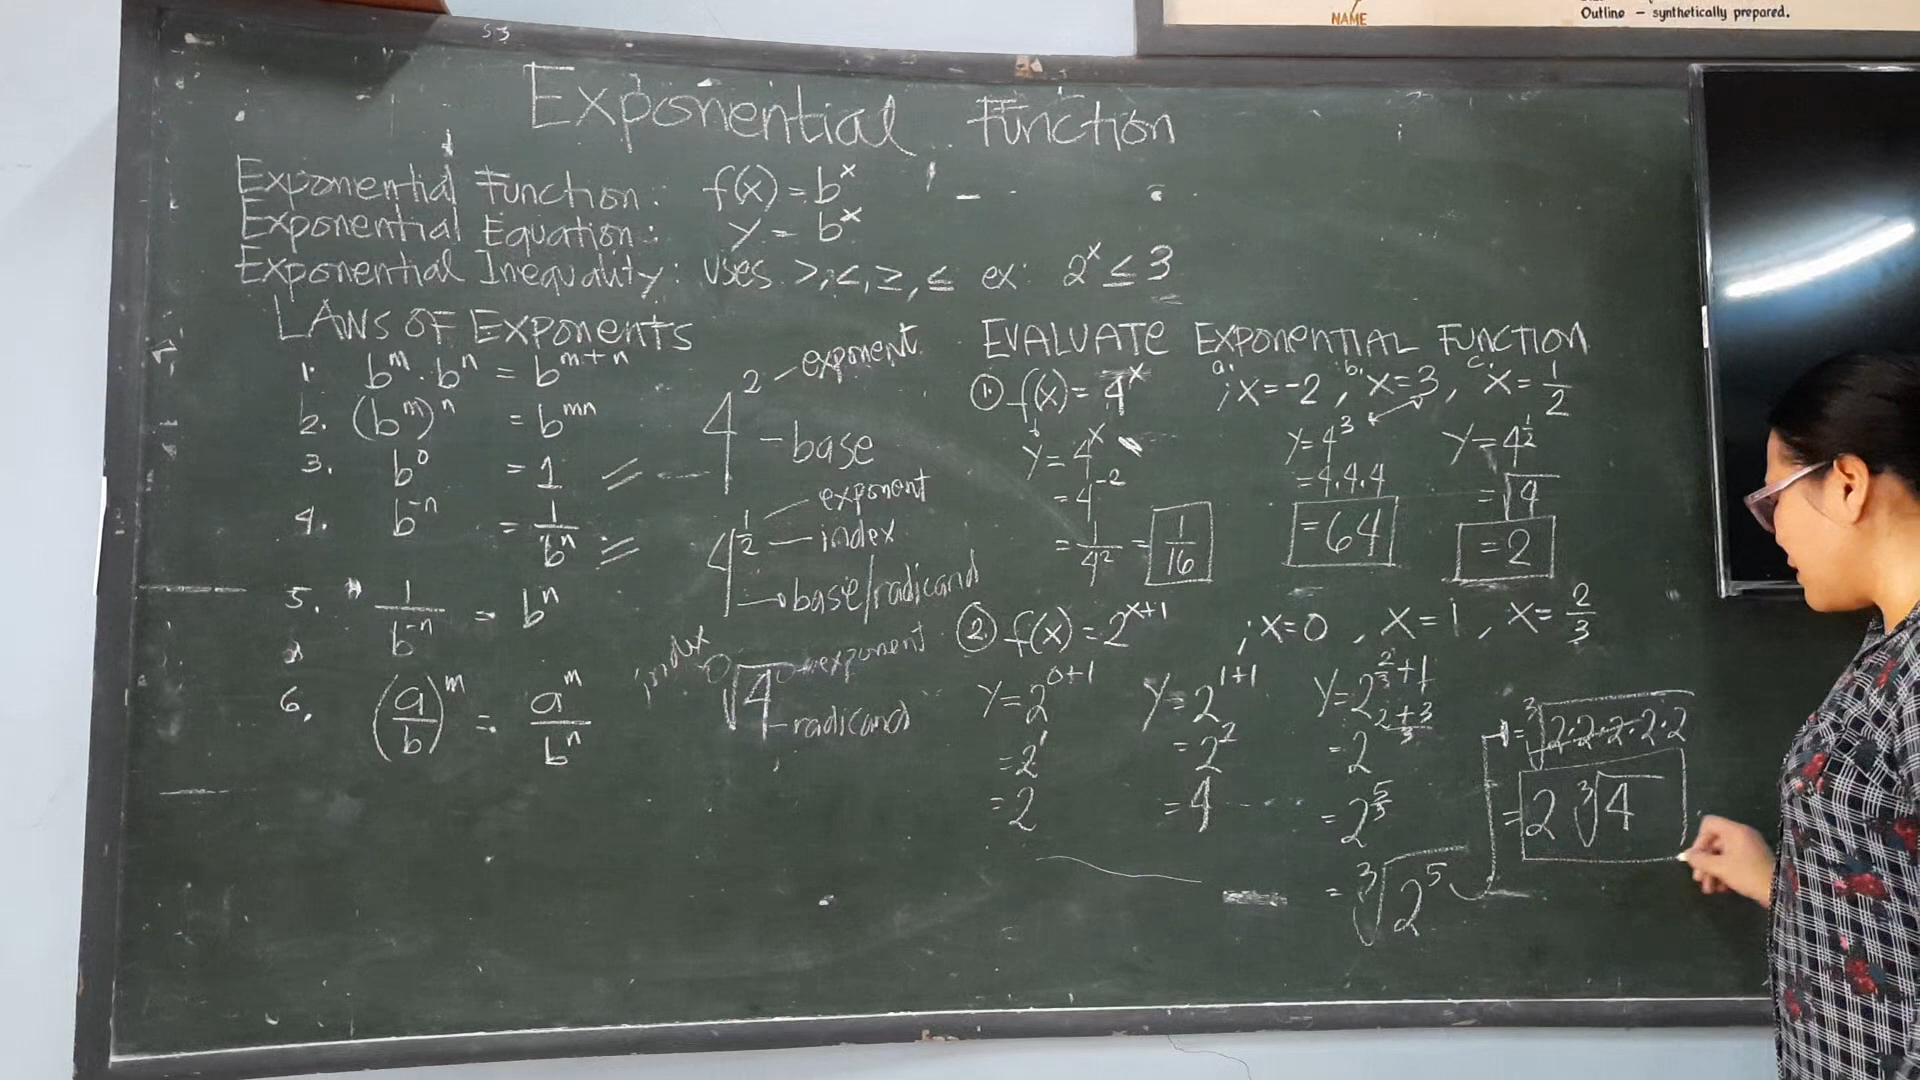 NAME
Outline – synthetically prepared.
53
Exponential Function
Exponential Function: f(x) = b^x
Exponential Equation: y = b^x
Exponential Inequality: uses >, <, ≥, ≤ ex: 2^x ≤ 3
LAWS OF EXPONENTS
1. b^m · b^n = b^(m+n)
2. (b^m)^n = b^(mn)
3. b^0 = 1
4. b^(-n) = 1/b^n
5. 1/b^(-n) = b^n
6. (a/b)^m = a^m/b^n
4^2 – exponent
– base
4^(1/2) – exponent
– index
base/radicand
index √4 exponent
– radicand
EVALUATE EXPONENTIAL FUNCTION
① f(x) = 4^x ; a. x = -2, b. x = 3, c. x = 1/2
y = 4^x
= 4^(-2)
= 1/4^2 = 1/16
y = 4^3
= 4·4·4
= 64
y = 4^(1/2)
= √4
= 2
② f(x) = 2^(x+1) ; x = 0, x = 1, x = 2/3
y = 2^(0+1)
= 2^1
= 2
y = 2^(1+1)
= 2^2
= 4
y = 2^(2/3+1)
= 2^((2+3)/3)
= 2^(5/3)
= ∛2^5
= ∛2·2·2·2·2
= 2∛4